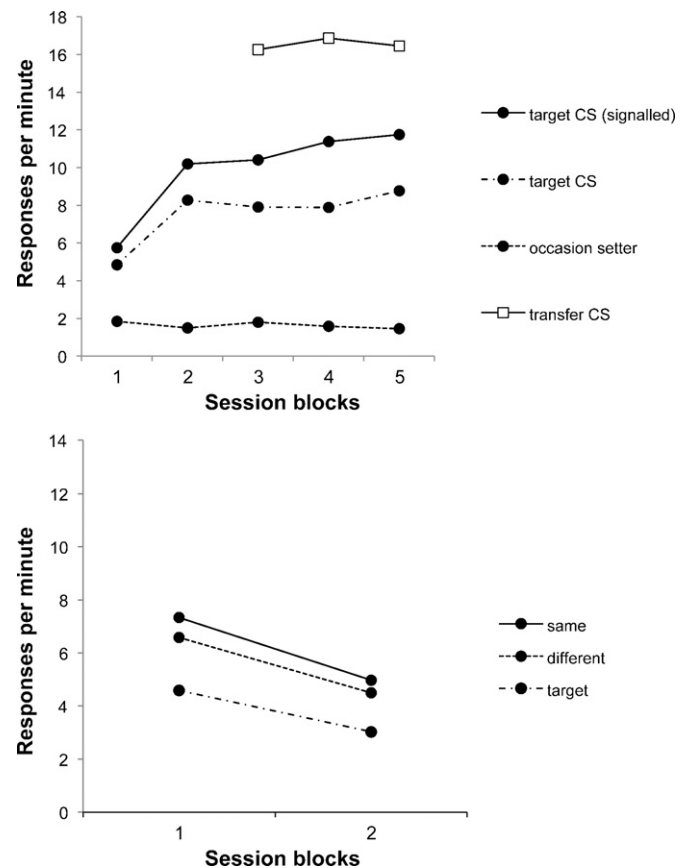 18
16
14
12
10
8
6
4
2
0
Responses per minute
1 2 3 4 5
Session blocks
target CS (signalled)
target CS
occasion setter
transfer CS
14
12
10
8
6
4
2
0
Responses per minute
1 2
Session blocks
same
different
target